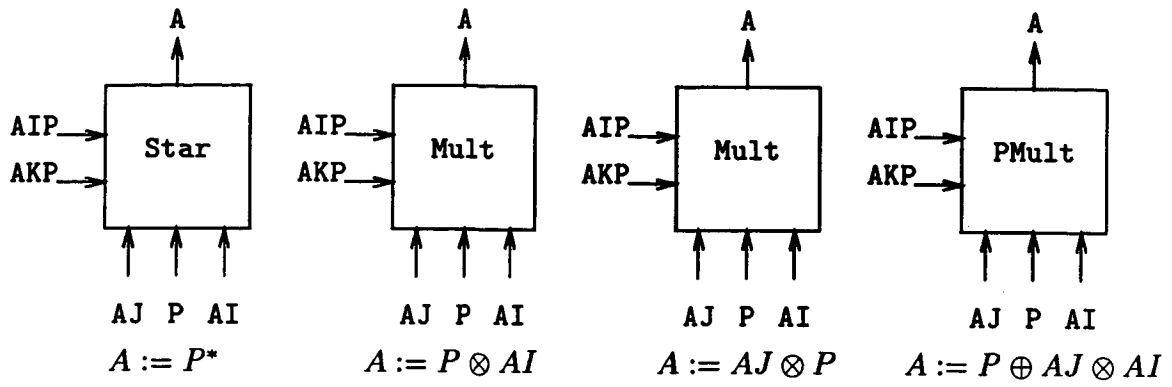 A A A A
AIP AIP AIP AIP
Star Mult Mult PMult
AKP AKP AKP AKP
AJ P AI AJ P AI AJ P AI AJ P AI
A := P* A := P ⊗ AI A := AJ ⊗ P A := P ⊕ AJ ⊗ AI